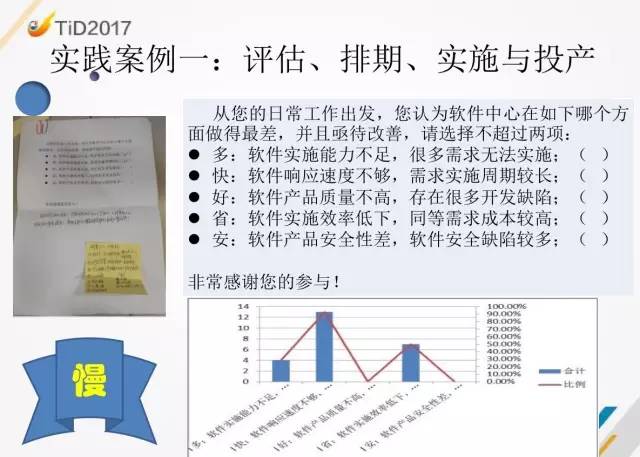 TiD2017
实践案例一：评估、排期、实施与投产
从您的日常工作出发，您认为软件中心在如下哪个方
面做得最差，并且亟待改善，请选择不超过两项：
● 多：软件实施能力不足，很多需求无法实施；（ ）
● 快：软件响应速度不够，需求实施周期较长；（ ）
● 好：软件产品质量不高，存在很多开发缺陷；（ ）
● 省：软件实施效率低下，同等需求成本较高；（ ）
● 安：软件产品安全性差，软件安全缺陷较多；（ ）
非常感谢您的参与！
慢
14
12
10
8
6
4
2
0
100.00%
90.00%
80.00%
70.00%
60.00%
50.00%
40.00%
30.00%
20.00%
10.00%
0.00%
合计
比例
多：软件实施能力不足，…
快：软件响应速度不够，…
好：软件产品质量不高，…
省：软件实施效率低下，…
安：软件产品安全性差，…